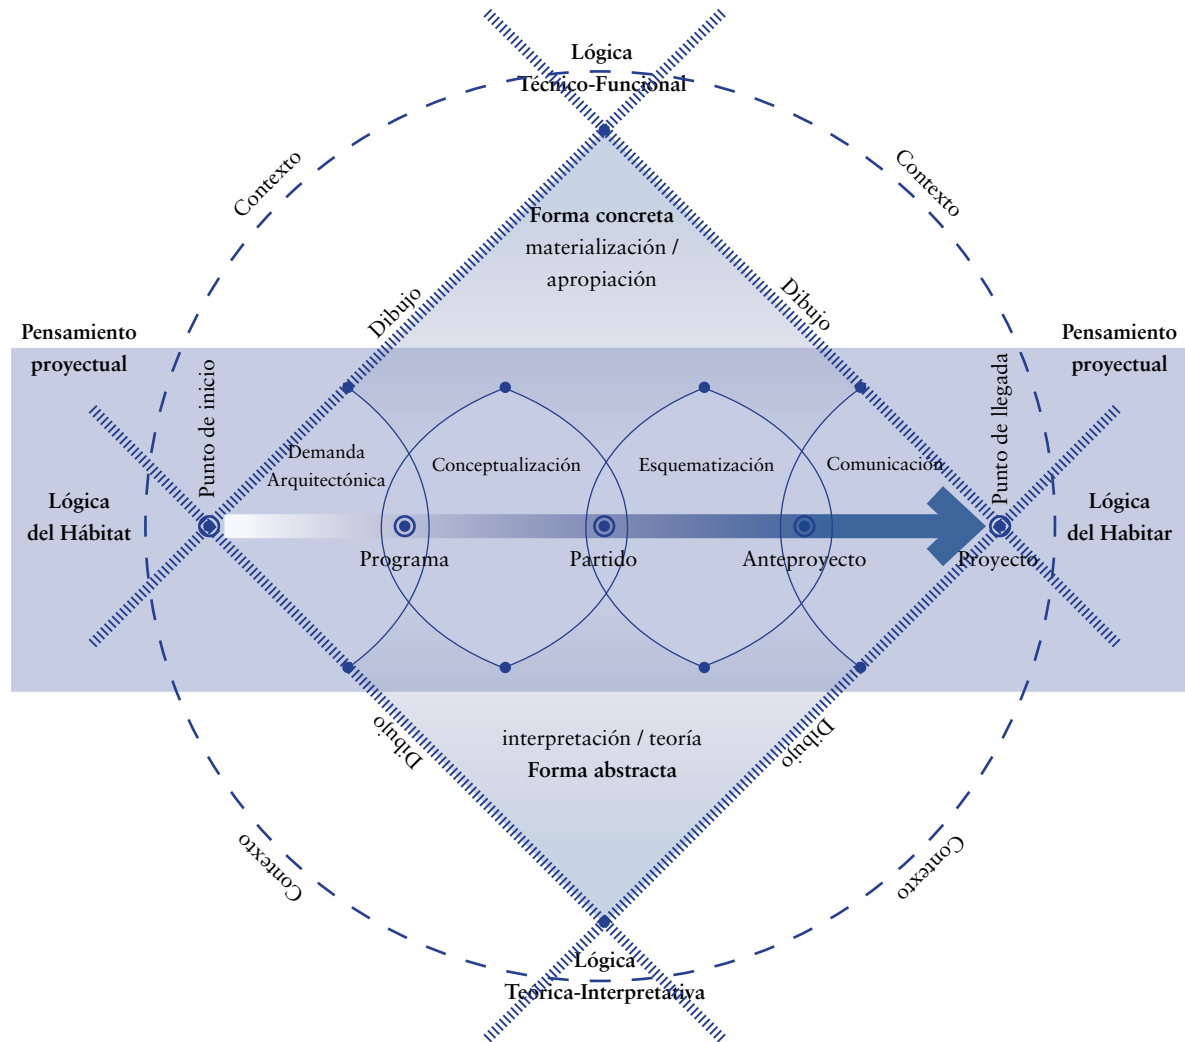 Lógica
Técnico-Funcional
Contexto
Contexto
Forma concreta
materialización /
apropiación
Dibujo
Dibujo
Pensamiento
proyectual
Pensamiento
proyectual
Punto de inicio
Punto de llegada
Demanda
Arquitectónica
Conceptualización
Esquematización
Comunicación
Lógica
del Hábitat
Lógica
del Habitar
Programa
Partido
Anteproyecto
Proyecto
Dibujo
Dibujo
interpretación / teoría
Forma abstracta
Contexto
Contexto
Lógica
Teórica-Interpretativa